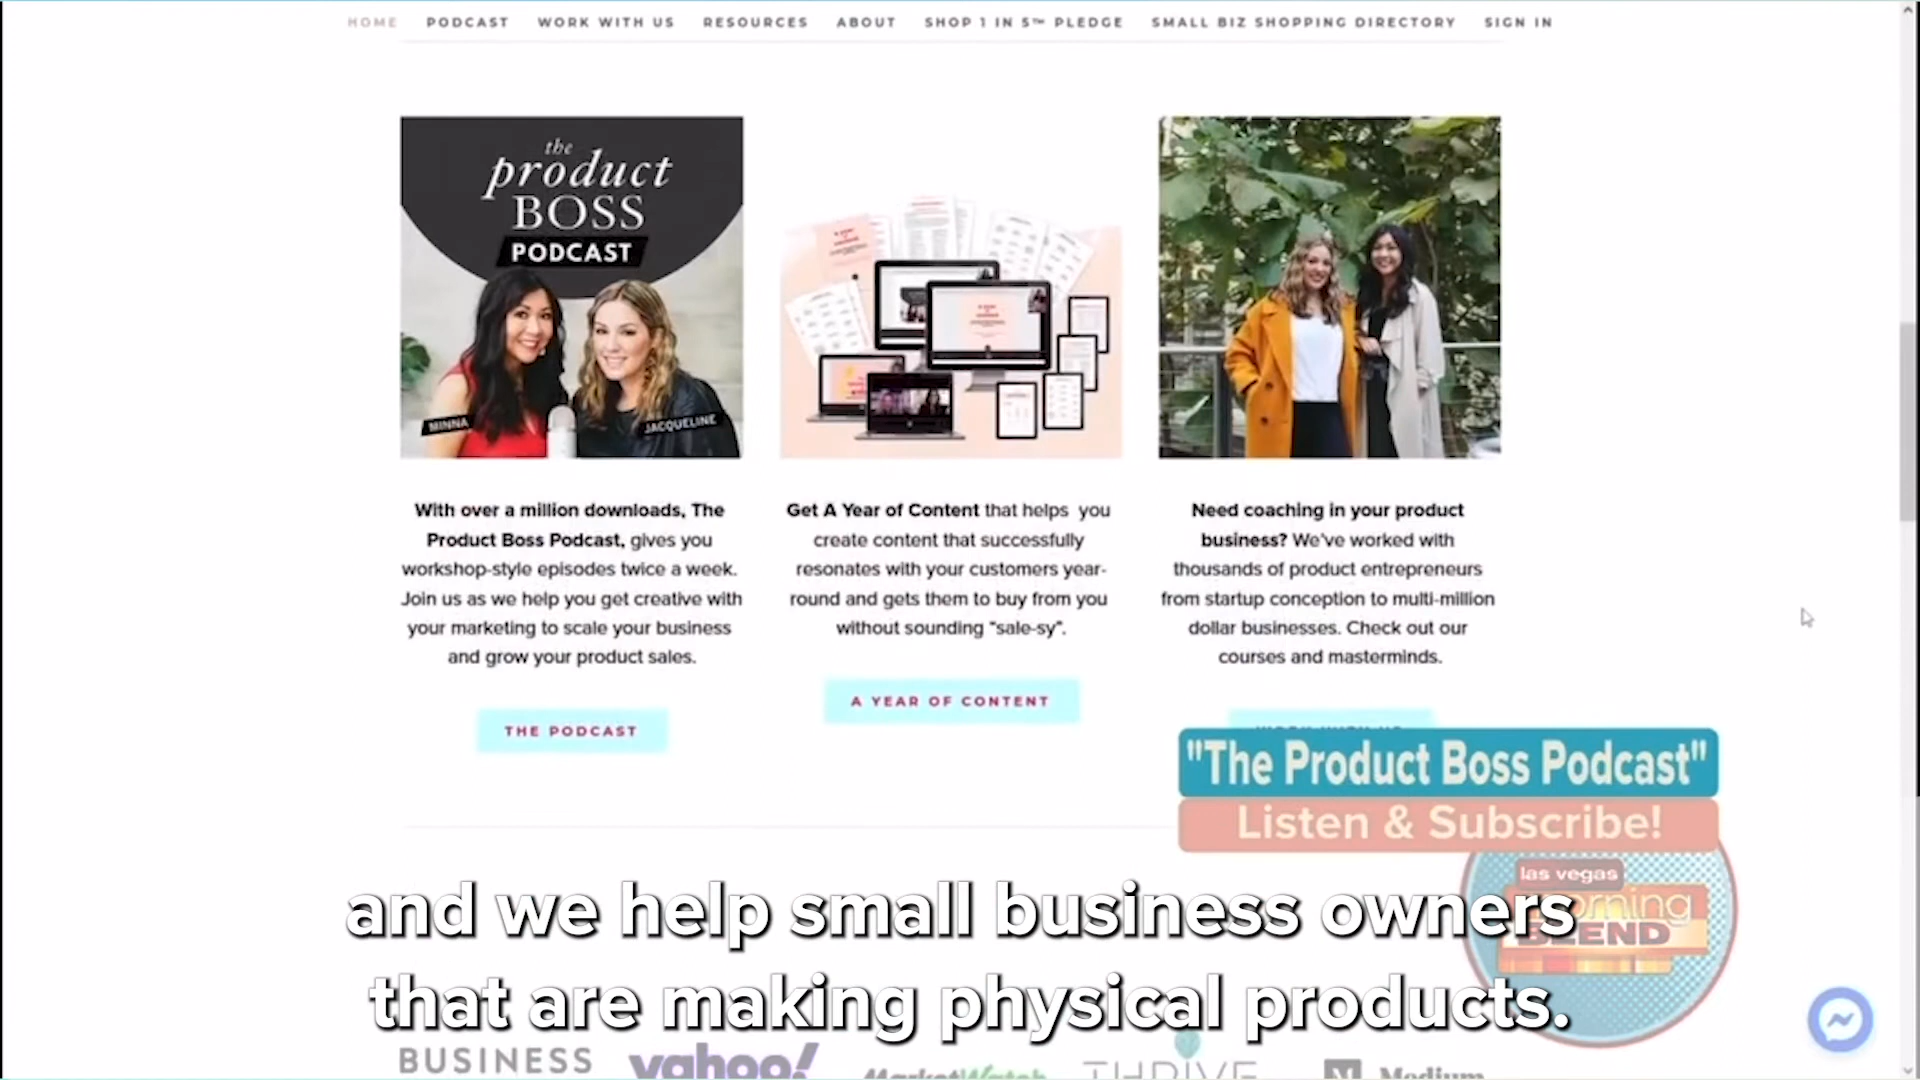 HOME PODCAST WORK WITH US RESOURCES ABOUT SHOP 1 IN 5™ PLEDGE SMALL BIZ SHOPPING DIRECTORY SIGN IN
the
product
BOSS
PODCAST
MINNA
JACQUELINE
With over a million downloads, The
Product Boss Podcast, gives you
workshop-style episodes twice a week.
Join us as we help you get creative with
your marketing to scale your business
and grow your product sales.
THE PODCAST
Get A Year of Content that helps you
create content that successfully
resonates with your customers year-
round and gets them to buy from you
without sounding "sale-sy".
A YEAR OF CONTENT
Need coaching in your product
business? We've worked with
thousands of product entrepreneurs
from startup conception to multi-million
dollar businesses. Check out our
courses and masterminds.
"The Product Boss Podcast"
Listen & Subscribe!
las vegas
morning
BLEND
and we help small business owners
that are making physical products.
BUSINESS yahoo! MarketWatch THRIVE Medium